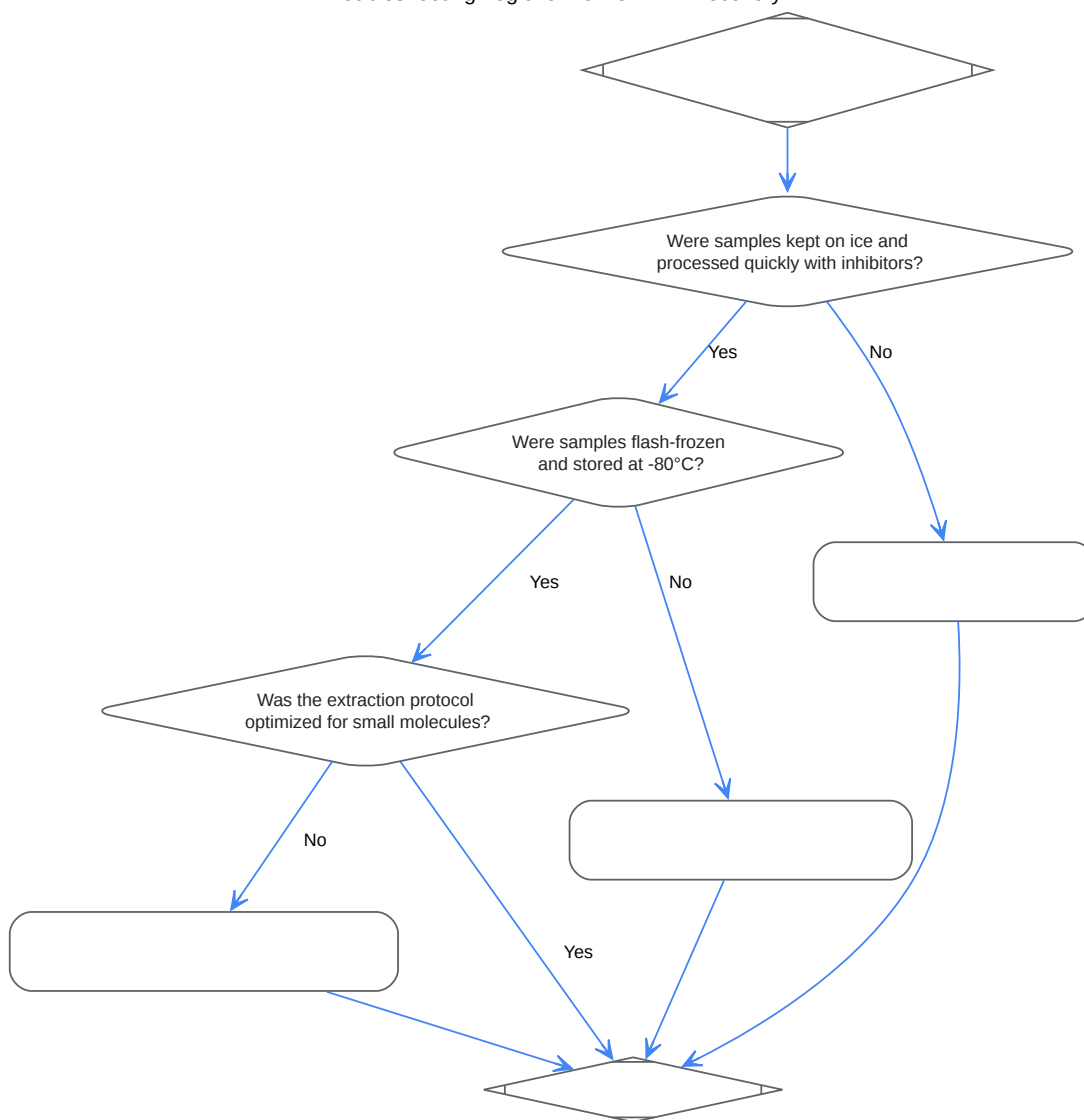 Were samples kept on ice and
processed quickly with inhibitors?
Yes
No
Were samples flash-frozen
and stored at -80°C?
Yes
No
Was the extraction protocol
optimized for small molecules?
No
Yes